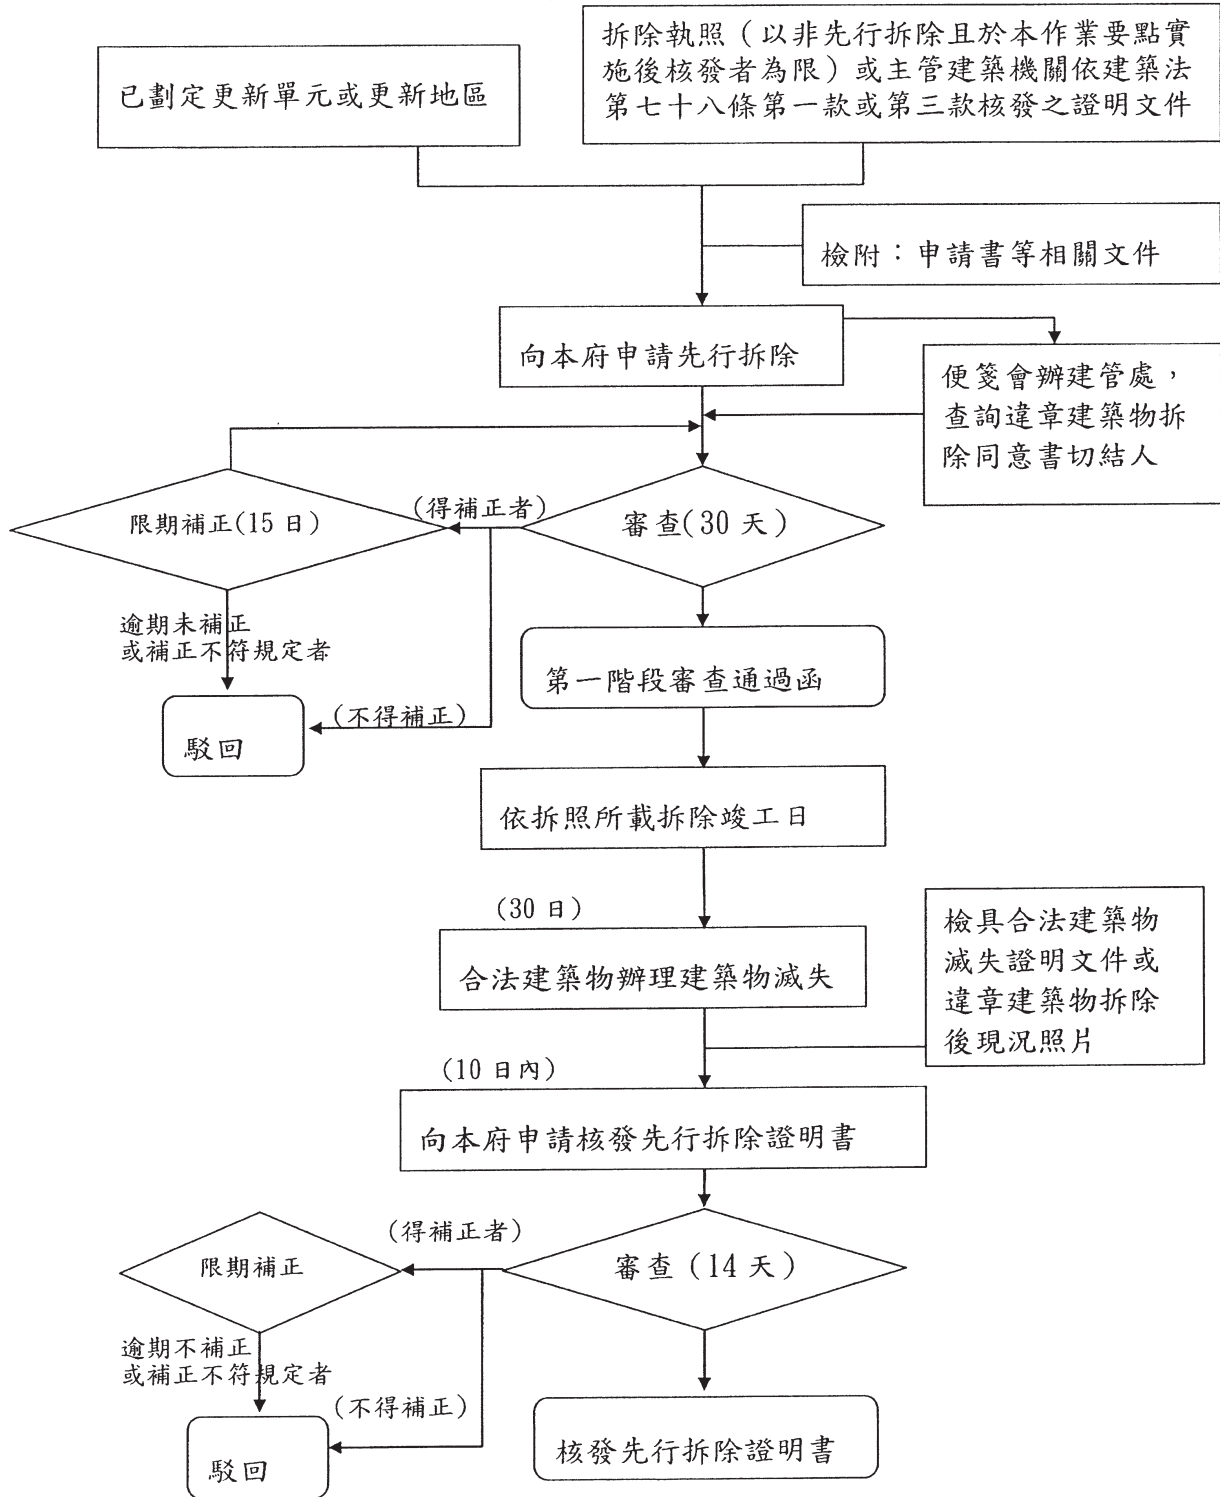 已劃定更新單元或更新地區
拆除執照（以非先行拆除且於本作業要點實
施後核發者為限）或主管建築機關依建築法
第七十八條第一款或第三款核發之證明文件
檢附：申請書等相關文件
向本府申請先行拆除
便箋會辦建管處，
查詢違章建築物拆
除同意書切結人
限期補正(15 日)
(得補正者)
審查(30 天)
逾期未補正
或補正不符規定者
第一階段審查通過函
(不得補正)
駁回
依拆照所載拆除竣工日
(30 日)
合法建築物辦理建築物滅失
檢具合法建築物
滅失證明文件或
違章建築物拆除
後現況照片
(10 日內)
向本府申請核發先行拆除證明書
限期補正
(得補正者)
審查(14 天)
逾期不補正
或補正不符規定者
(不得補正)
駁回
核發先行拆除證明書